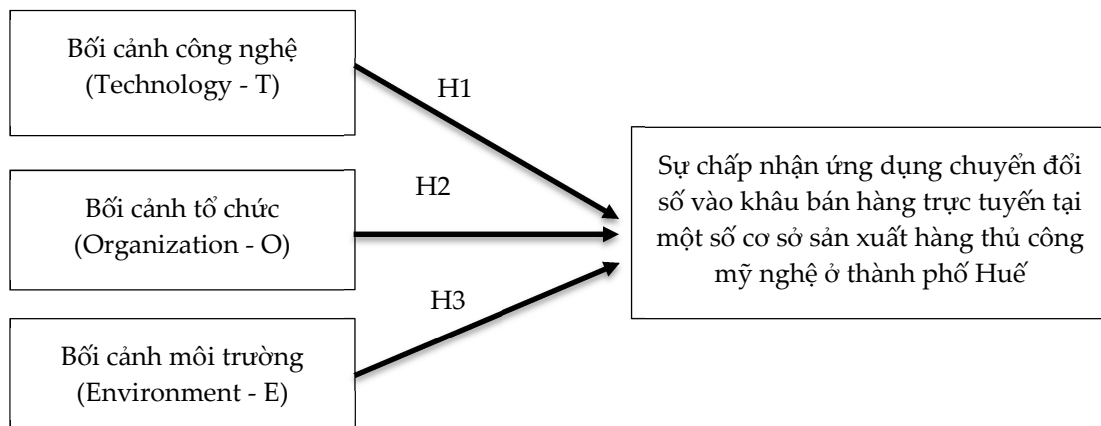 Bối cảnh công nghệ
(Technology - T)
H1
H2
Bối cảnh tổ chức
(Organization - O)
H3
Bối cảnh môi trường
(Environment - E)
Sự chấp nhận ứng dụng chuyển đổi
số vào khâu bán hàng trực tuyến tại
một số cơ sở sản xuất hàng thủ công
mỹ nghệ ở thành phố Huế